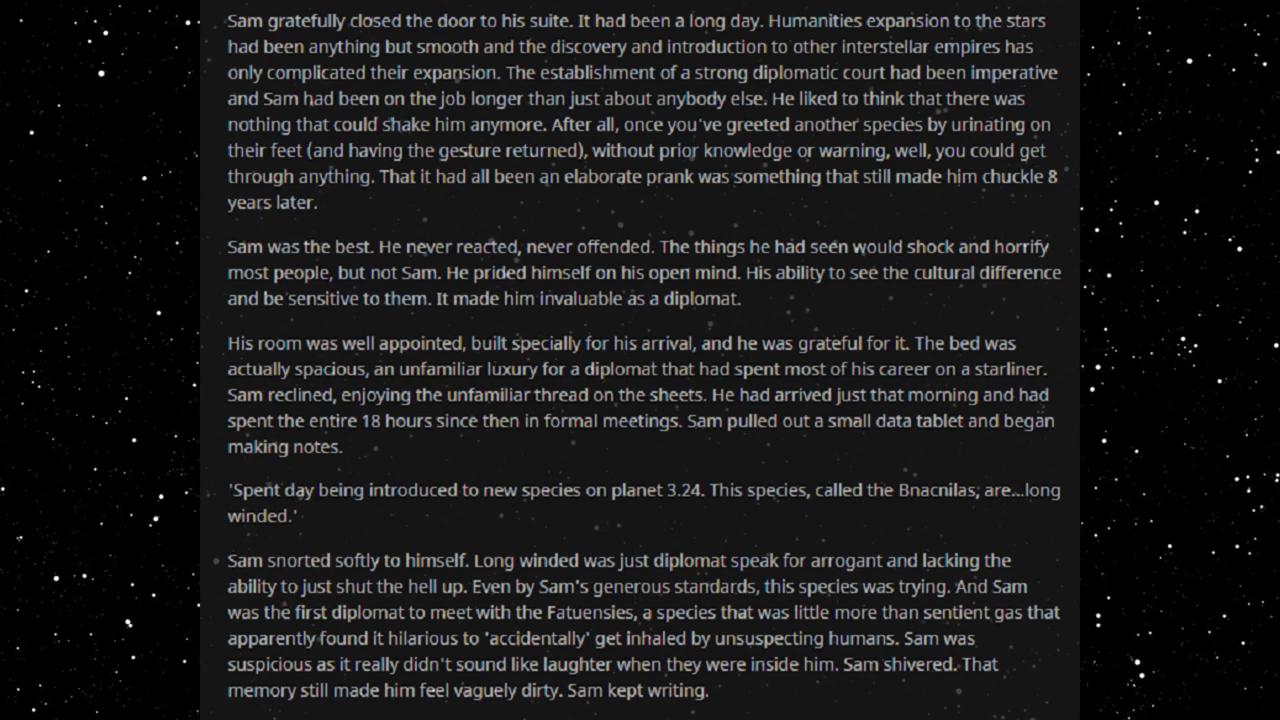 Sam gratefully closed the door to his suite. It had been a long day. Humanities expansion to the stars
had been anything but smooth and the discovery and introduction to other interstellar empires has
only complicated their expansion. The establishment of a strong diplomatic court had been imperative
and Sam had been on the job longer than just about anybody else. He liked to think that there was
nothing that could shake him anymore. After all, once you've greeted another species by urinating on
their feet (and having the gesture returned), without prior knowledge or warning, well, you could get
through anything. That it had all been an elaborate prank was something that still made him chuckle 8
years later.
Sam was the best. He never reacted, never offended. The things he had seen would shock and horrify
most people, but not Sam. He prided himself on his open mind. His ability to see the cultural difference
and be sensitive to them. It made him invaluable as a diplomat.
His room was well appointed, built specially for his arrival, and he was grateful for it. The bed was
actually spacious, an unfamiliar luxury for a diplomat that had spent most of his career on a starliner.
Sam reclined, enjoying the unfamiliar thread on the sheets. He had arrived just that morning and had
spent the entire 18 hours since then in formal meetings. Sam pulled out a small data tablet and began
making notes.
'Spent day being introduced to new species on planet 3.24. This species, called the Bnacnilas, are...long
winded.'
Sam snorted softly to himself. Long winded was just diplomat speak for arrogant and lacking the
ability to just shut the hell up. Even by Sam's generous standards, this species was trying. And Sam
was the first diplomat to meet with the Fatuensies, a species that was little more than sentient gas that
apparently found it hilarious to 'accidentally' get inhaled by unsuspecting humans. Sam was
suspicious as it really didn't sound like laughter when they were inside him. Sam shivered. That
memory still made him feel vaguely dirty. Sam kept writing.